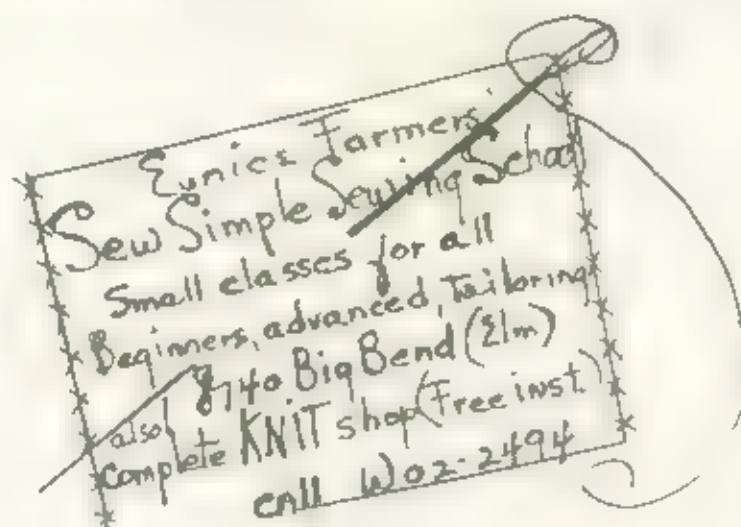 Eunice Farmers'
Sew Simple Sewing School
Small classes for all
Beginners, advanced, Tailoring
8740 Big Bend (Elm)
also complete KNIT shop (Free inst.)
call WO2-2494